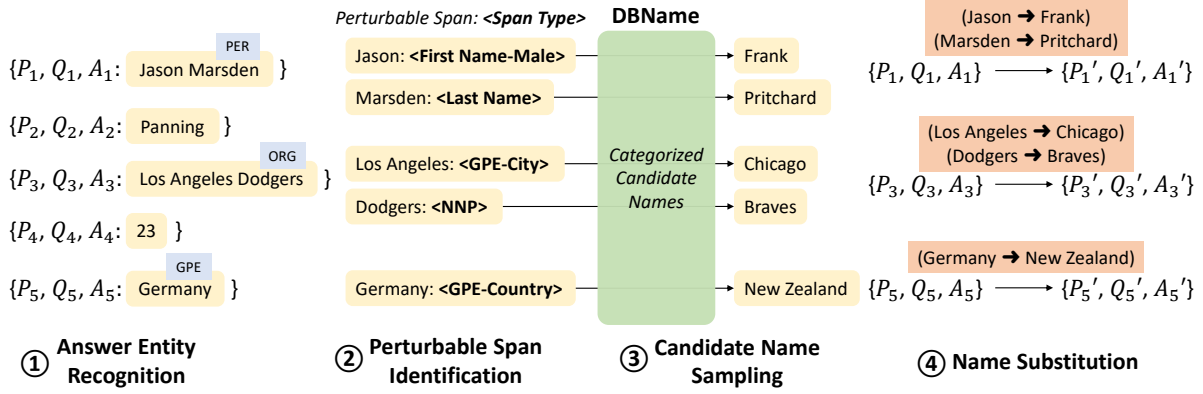 Perturbable Span: <Span Type>
DBName
{P₁, Q₁, A₁: Jason Marsden }
PER
{P₂, Q₂, A₂: Panning }
{P₃, Q₃, A₃: Los Angeles Dodgers }
ORG
{P₄, Q₄, A₄: 23 }
{P₅, Q₅, A₅: Germany }
GPE
① Answer Entity
Recognition
Jason: <First Name-Male>
Marsden: <Last Name>
Los Angeles: <GPE-City>
Dodgers: <NNP>
Germany: <GPE-Country>
② Perturbable Span
Identification
Categorized
Candidate
Names
Frank
Pritchard
Chicago
Braves
New Zealand
③ Candidate Name
Sampling
(Jason ➜ Frank)
(Marsden ➜ Pritchard)
{P₁, Q₁, A₁} ⟶ {P₁′, Q₁′, A₁′}
(Los Angeles ➜ Chicago)
(Dodgers ➜ Braves)
{P₃, Q₃, A₃} ⟶ {P₃′, Q₃′, A₃′}
(Germany ➜ New Zealand)
{P₅, Q₅, A₅} ⟶ {P₅′, Q₅′, A₅′}
④ Name Substitution